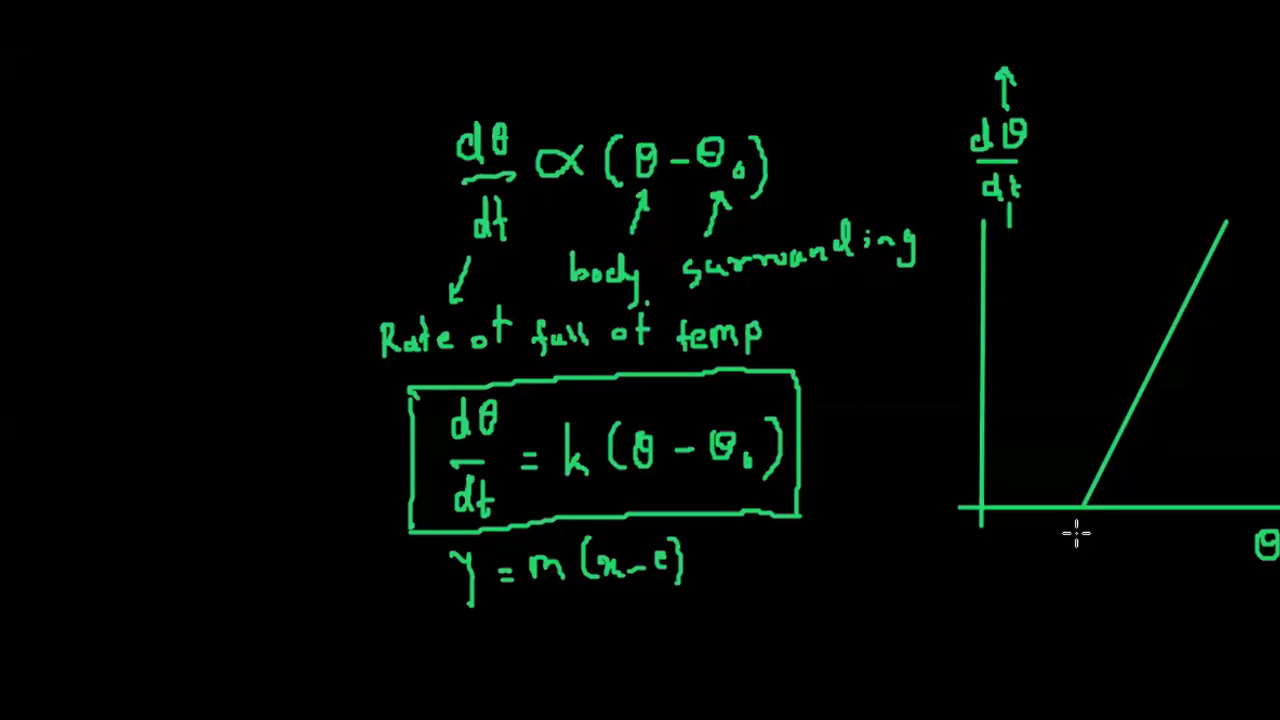 dθ/dt ∝ (θ - θ₀)
body surrounding
Rate of fall of temp
dθ/dt = k (θ - θ₀)
y = m (x - c)
dθ/dt
θ